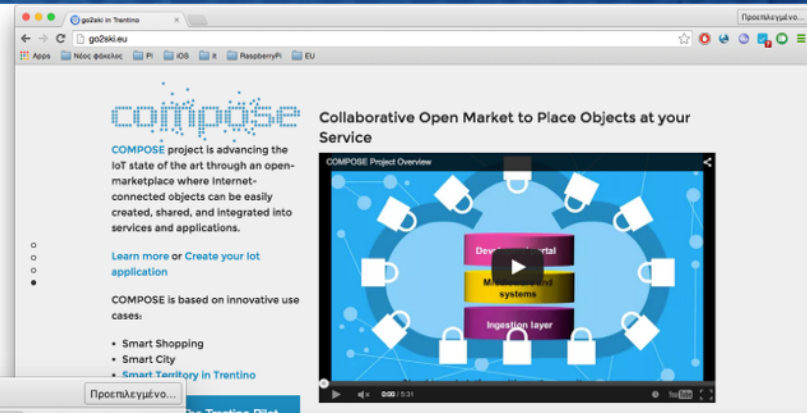 go2ski in Trentino
Προεπιλεγμένο...
go2ski.eu
Apps Νέος φάκελος Pi iOS it RaspberryPi EU
compose
COMPOSE project is advancing the
IoT state of the art through an open-
marketplace where Internet-
connected objects can be easily
created, shared, and integrated into
services and applications.
Learn more or Create your Iot
application
COMPOSE is based on innovative use
cases:
• Smart Shopping
• Smart City
• Smart Territory in Trentino
Collaborative Open Market to Place Objects at your
Service
COMPOSE Project Overview
systems
Ingestion layer
0:00 / 5:31
YouTube
Προεπιλεγμένο...